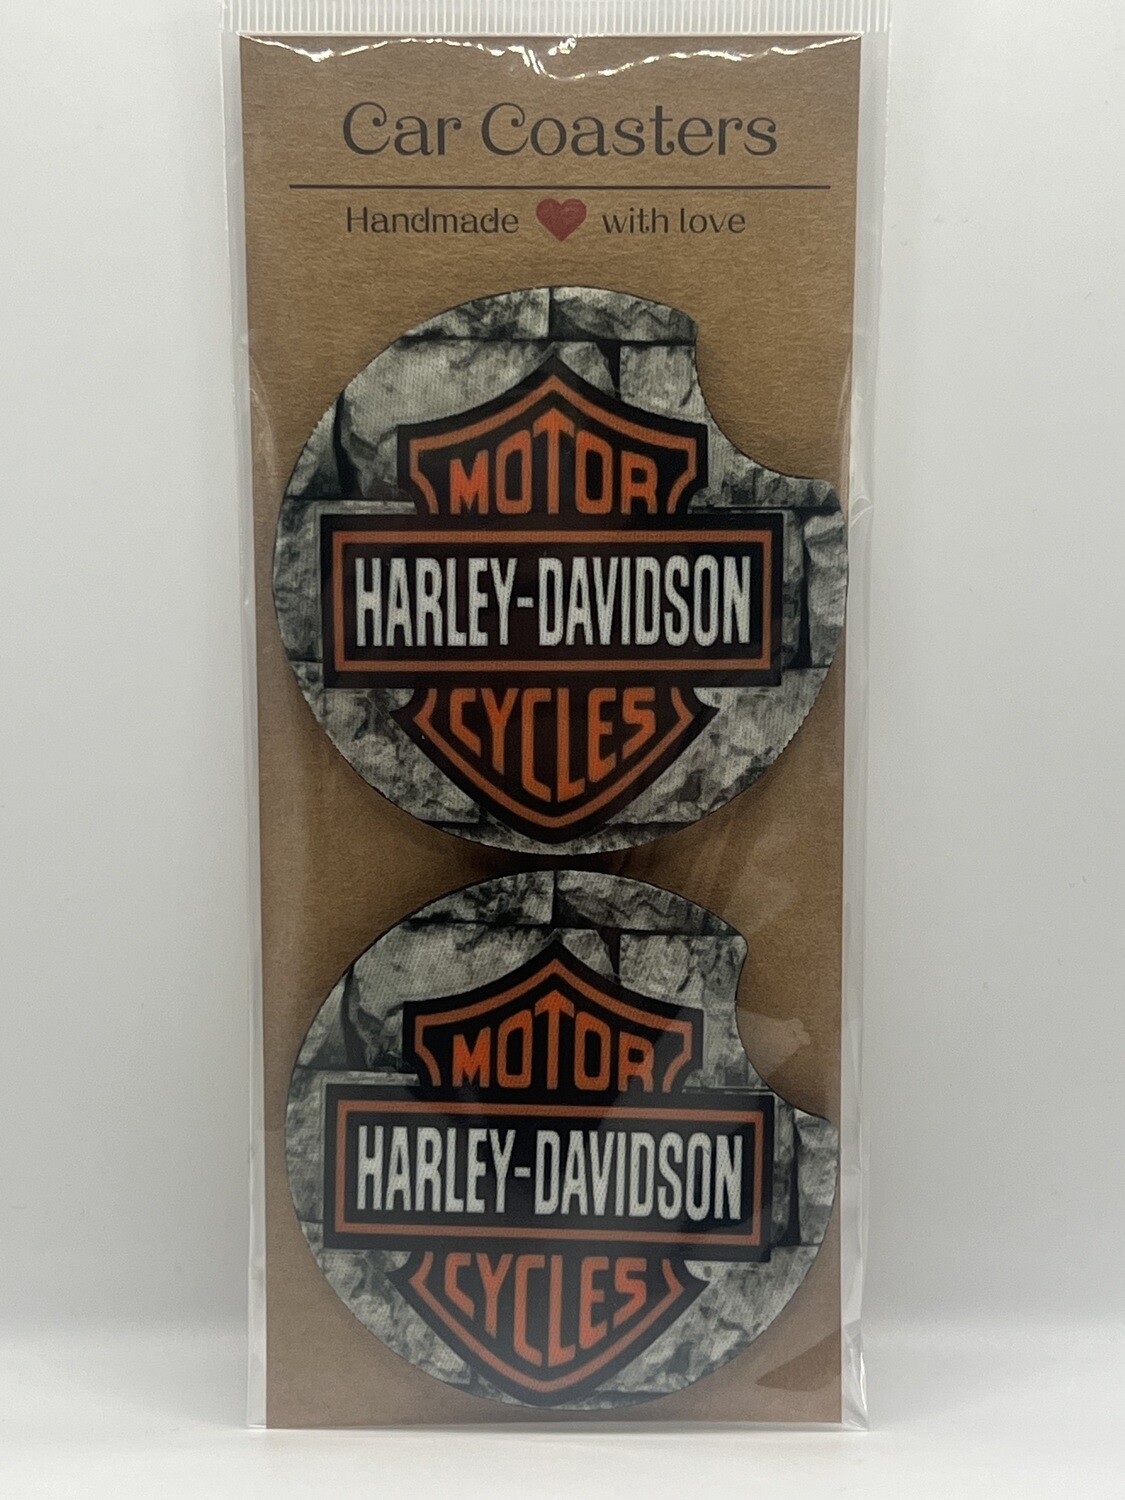 Car Coasters
Handmade with love
MOTOR
HARLEY-DAVIDSON
CYCLES
MOTOR
HARLEY-DAVIDSON
CYCLES